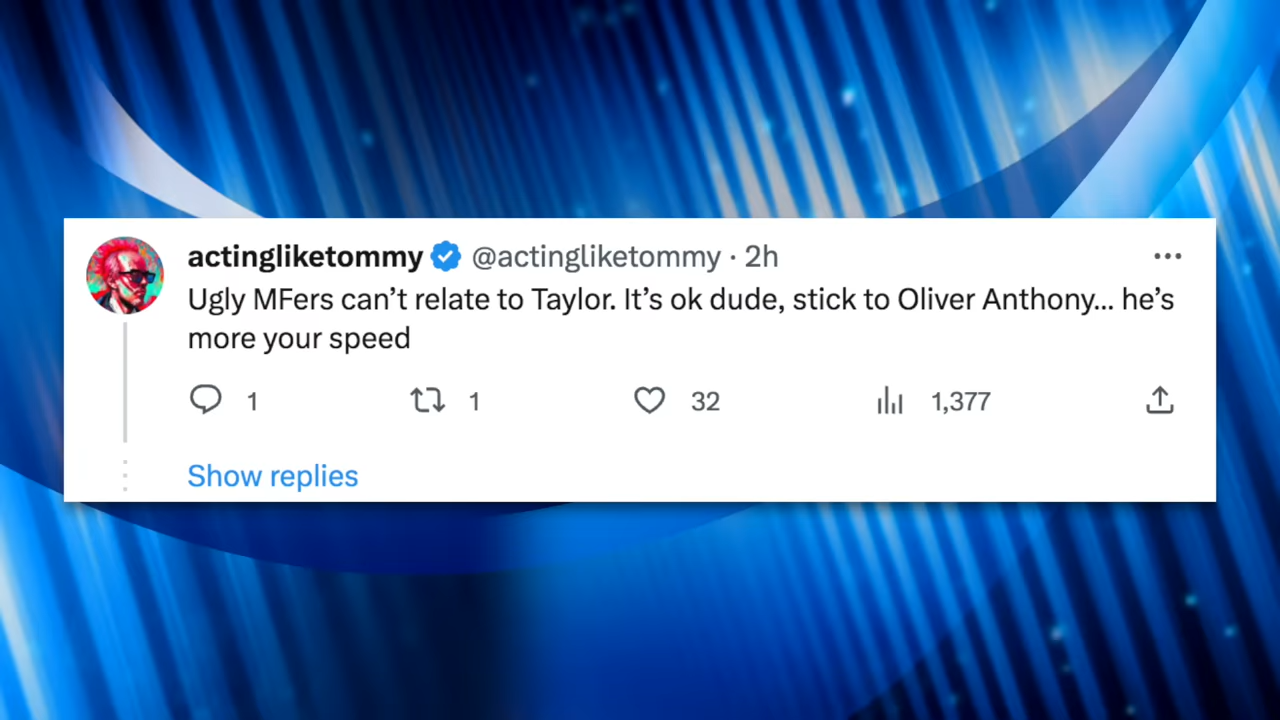 actingliketommy @actingliketommy · 2h
Ugly MFers can’t relate to Taylor. It’s ok dude, stick to Oliver Anthony... he’s
more your speed
1 1 32 1,377
Show replies